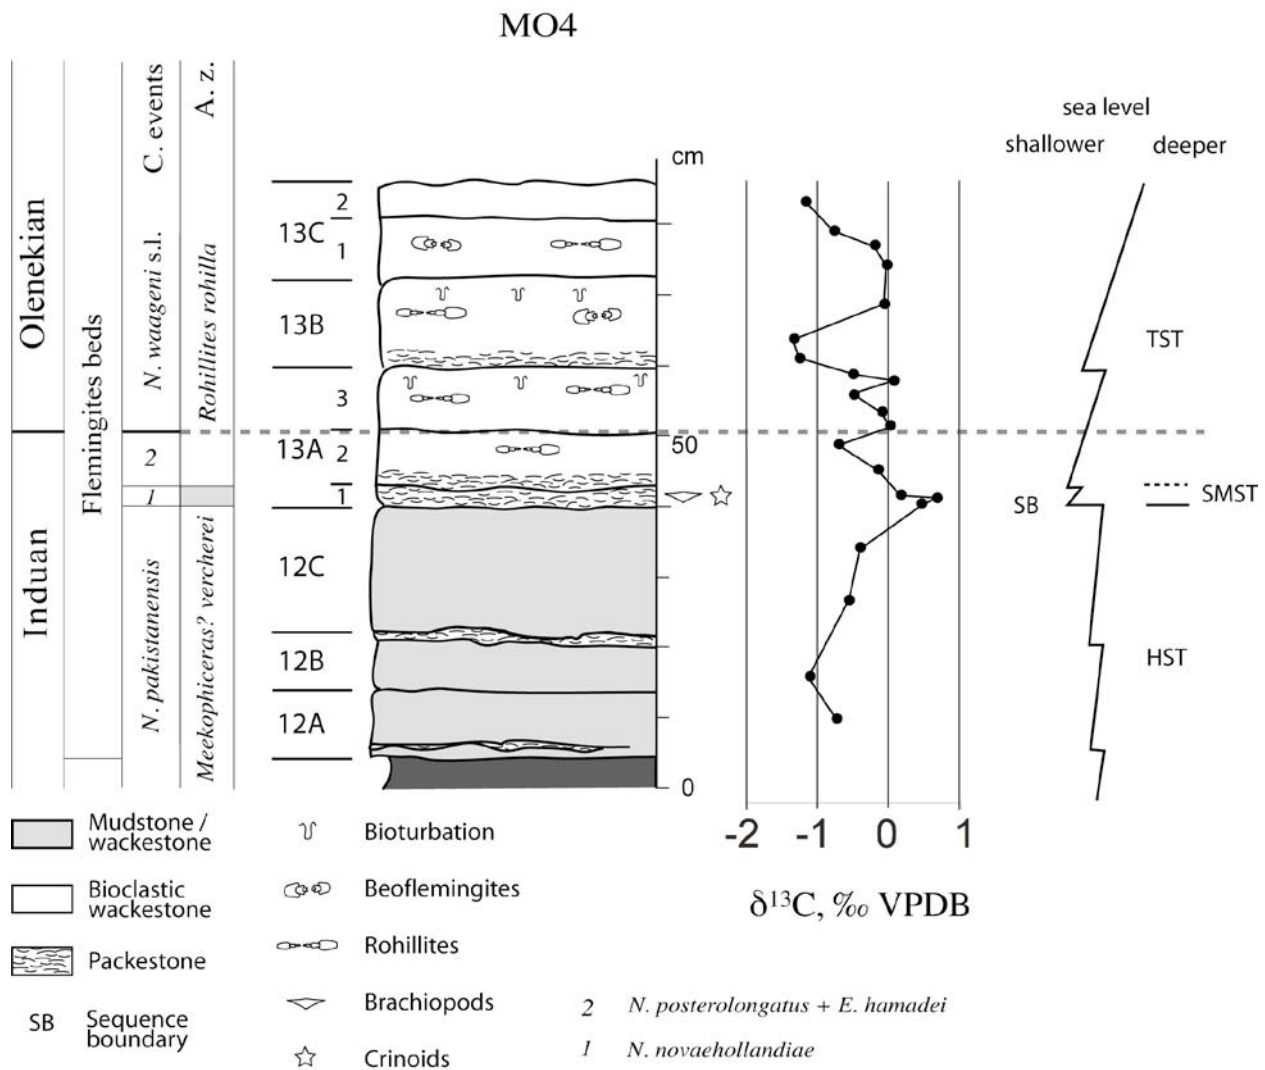 MO4
Olenekian
Induan
Flemingites beds
C. events
N. waageni s.l.
2
1
N. pakistanensis
A. z.
Rohillites rohilla
Meekophiceras? vercherei
13C
2
1
13B
13A
3
2
1
12C
12B
12A
cm
50
0
-2 -1 0 1
δ¹³C, ‰ VPDB
sea level
shallower deeper
TST
SB
SMST
HST
Mudstone /
wackestone
Bioclastic
wackestone
Packestone
SB Sequence
boundary
Bioturbation
Beoflemingites
Rohillites
Brachiopods
Crinoids
2 N. posterolongatus + E. hamadei
1 N. novaehollandiae